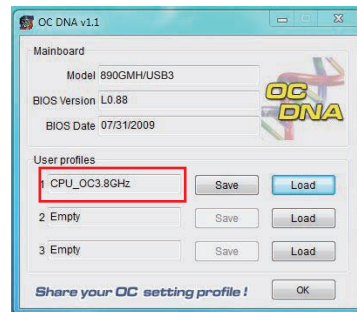 OC DNA v1.1
Mainboard
Model 890GMH/USB3
BIOS Version L0.88
BIOS Date 07/31/2009
OC DNA
User profiles
1 CPU_OC3.8GHz Save Load
2 Empty Save Load
3 Empty Save Load
Share your OC setting profile! OK